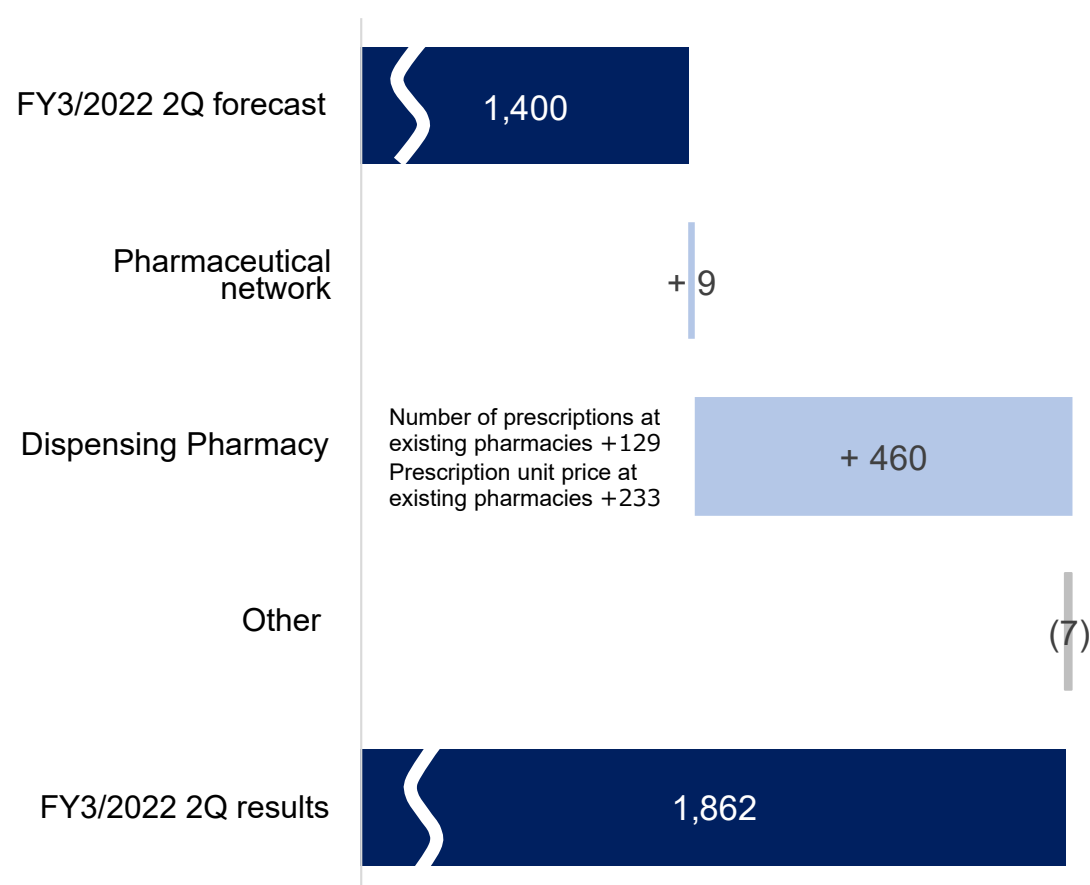 FY3/2022 2Q forecast
1,400
Pharmaceutical
network
+ 9
Dispensing Pharmacy
Number of prescriptions at
existing pharmacies +129
Prescription unit price at
existing pharmacies +233
+ 460
Other
(7)
FY3/2022 2Q results
1,862